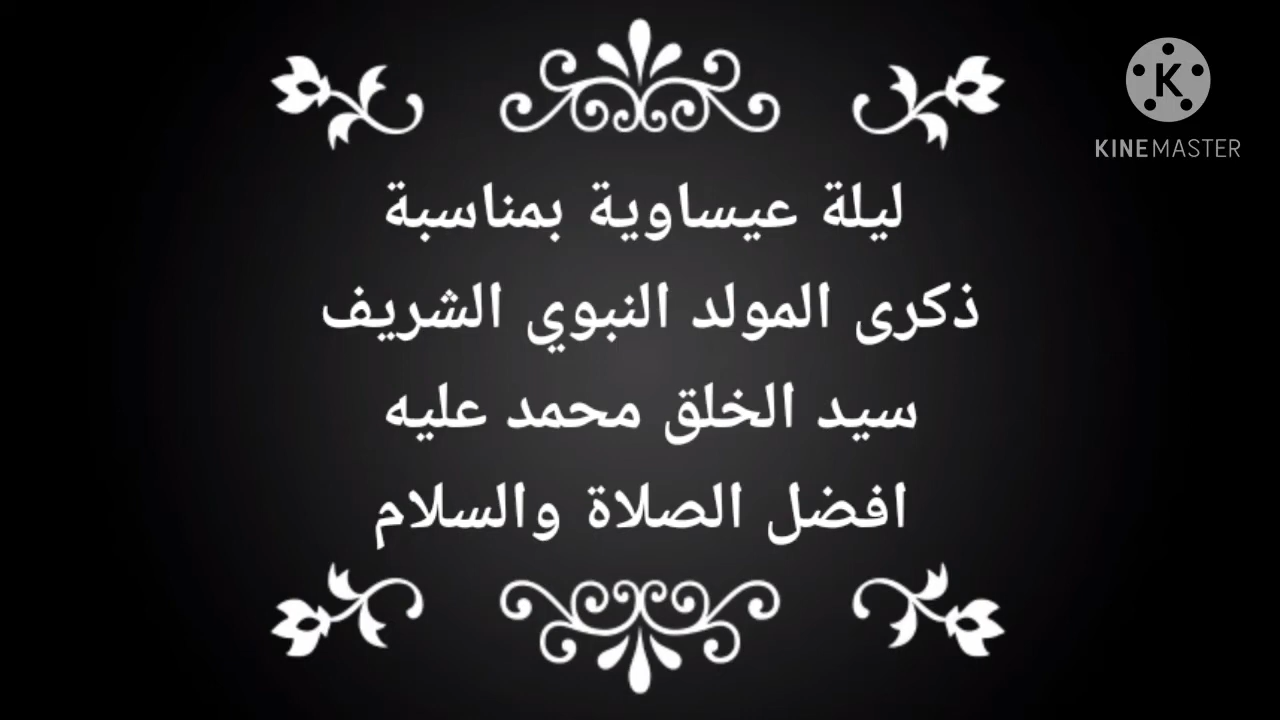 KINEMASTER
ليلة عيساوية بمناسبة
ذكرى المولد النبوي الشريف
سيد الخلق محمد عليه
افضل الصلاة والسلام